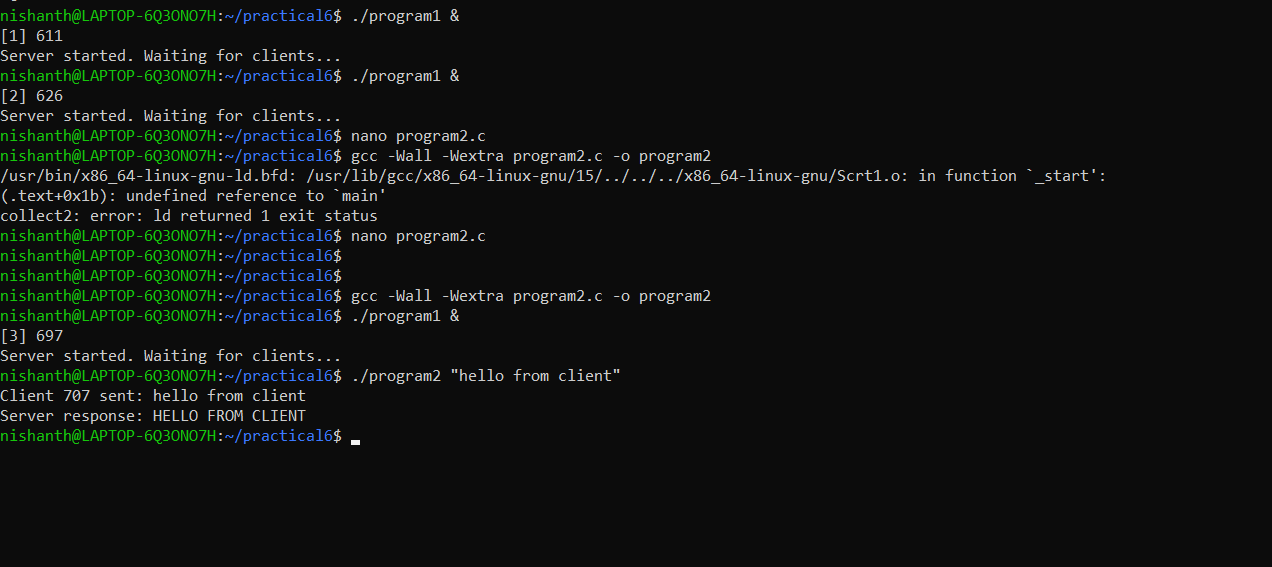 nishanth@LAPTOP-6Q3ONO7H:~/practical6$ ./program1 &
[1] 611
Server started. Waiting for clients...
nishanth@LAPTOP-6Q3ONO7H:~/practical6$ ./program1 &
[2] 626
Server started. Waiting for clients...
nishanth@LAPTOP-6Q3ONO7H:~/practical6$ nano program2.c
nishanth@LAPTOP-6Q3ONO7H:~/practical6$ gcc -Wall -Wextra program2.c -o program2
/usr/bin/x86_64-linux-gnu-ld.bfd: /usr/lib/gcc/x86_64-linux-gnu/15/../../../x86_64-linux-gnu/Scrt1.o: in function `_start':
(.text+0x1b): undefined reference to `main'
collect2: error: ld returned 1 exit status
nishanth@LAPTOP-6Q3ONO7H:~/practical6$ nano program2.c
nishanth@LAPTOP-6Q3ONO7H:~/practical6$
nishanth@LAPTOP-6Q3ONO7H:~/practical6$
nishanth@LAPTOP-6Q3ONO7H:~/practical6$ gcc -Wall -Wextra program2.c -o program2
nishanth@LAPTOP-6Q3ONO7H:~/practical6$ ./program1 &
[3] 697
Server started. Waiting for clients...
nishanth@LAPTOP-6Q3ONO7H:~/practical6$ ./program2 "hello from client"
Client 707 sent: hello from client
Server response: HELLO FROM CLIENT
nishanth@LAPTOP-6Q3ONO7H:~/practical6$